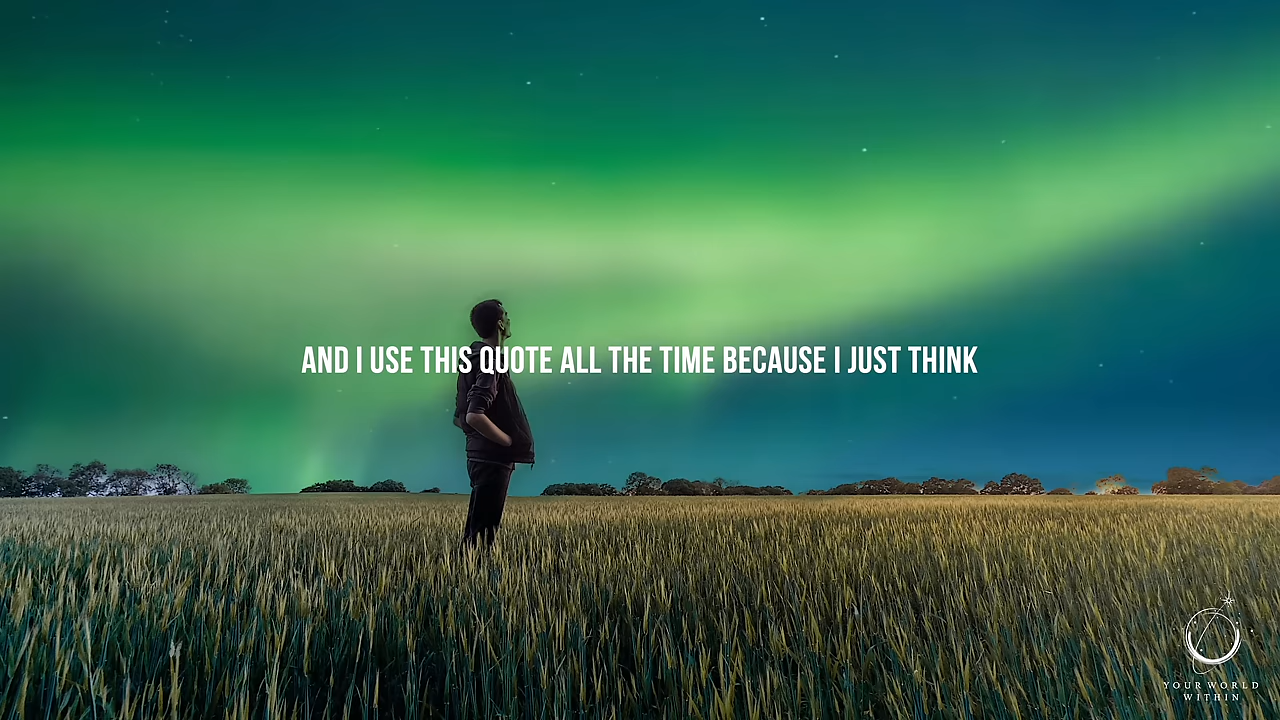 AND I USE THIS QUOTE ALL THE TIME BECAUSE I JUST THINK
YOUR WORLD
WITHIN